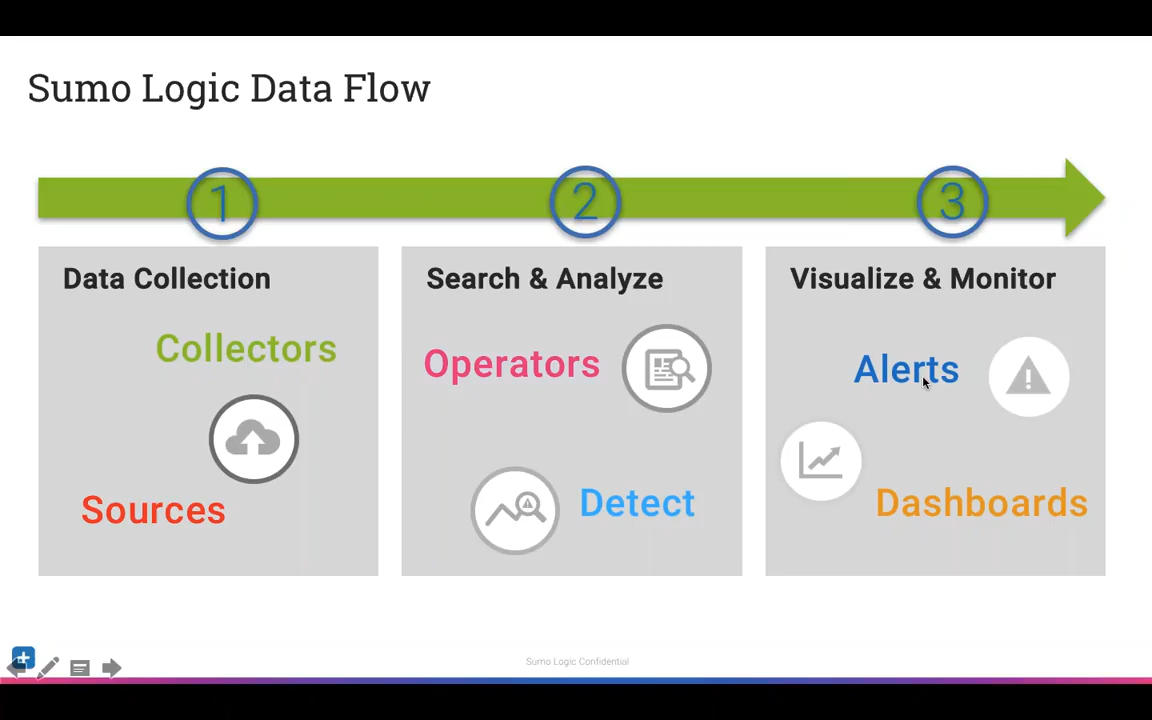 Sumo Logic Data Flow
1
2
3
Data Collection
Collectors
Sources
Search & Analyze
Operators
Detect
Visualize & Monitor
Alerts
Dashboards
Sumo Logic Confidential